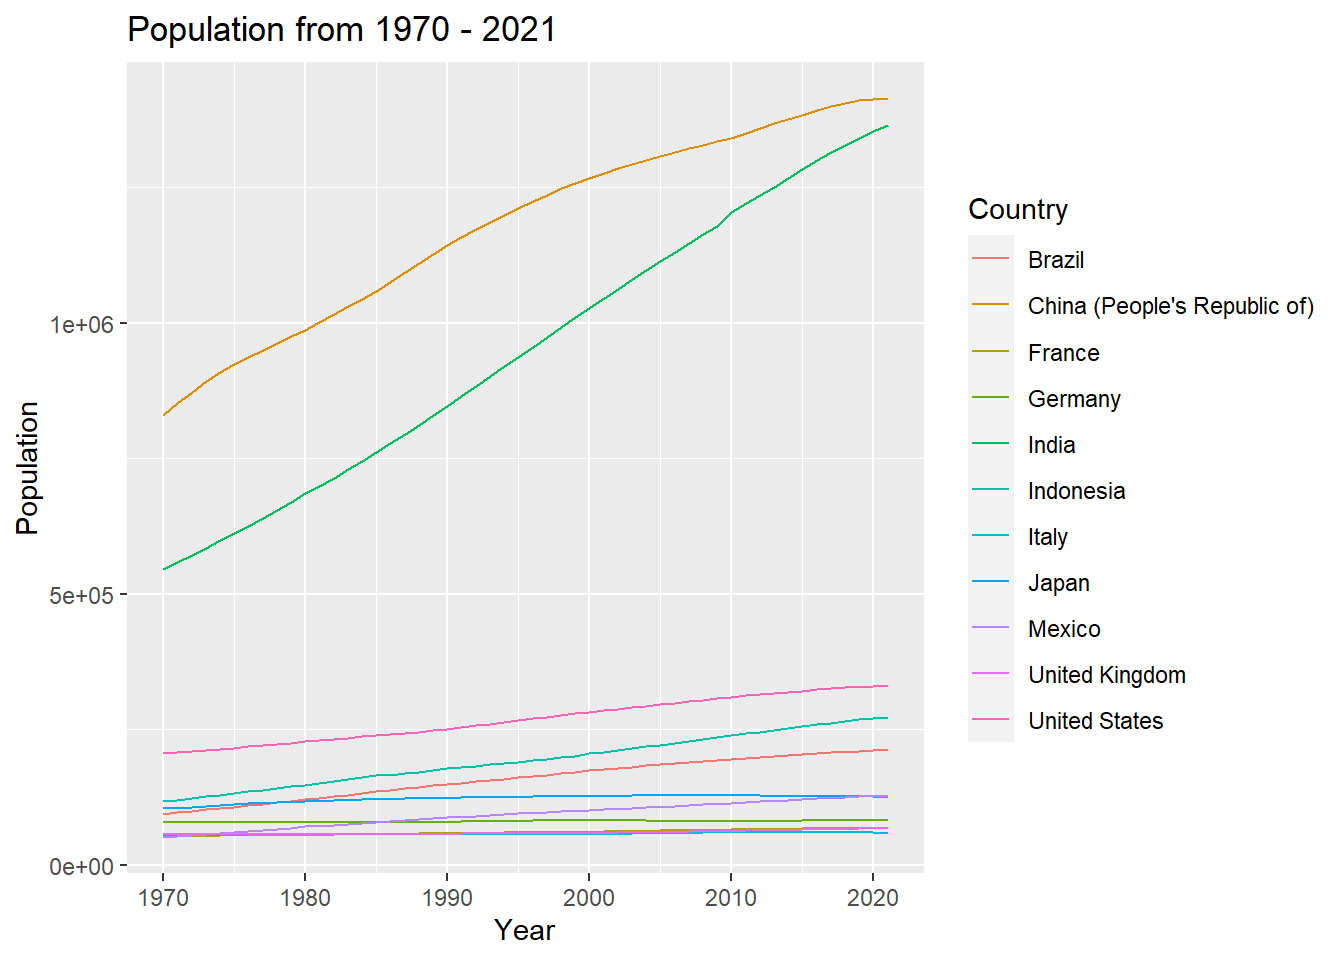 Population from 1970 - 2021
Population
1e+06
5e+05
0e+00
1970 1980 1990 2000 2010 2020
Year
Country
Brazil
China (People's Republic of)
France
Germany
India
Indonesia
Italy
Japan
Mexico
United Kingdom
United States